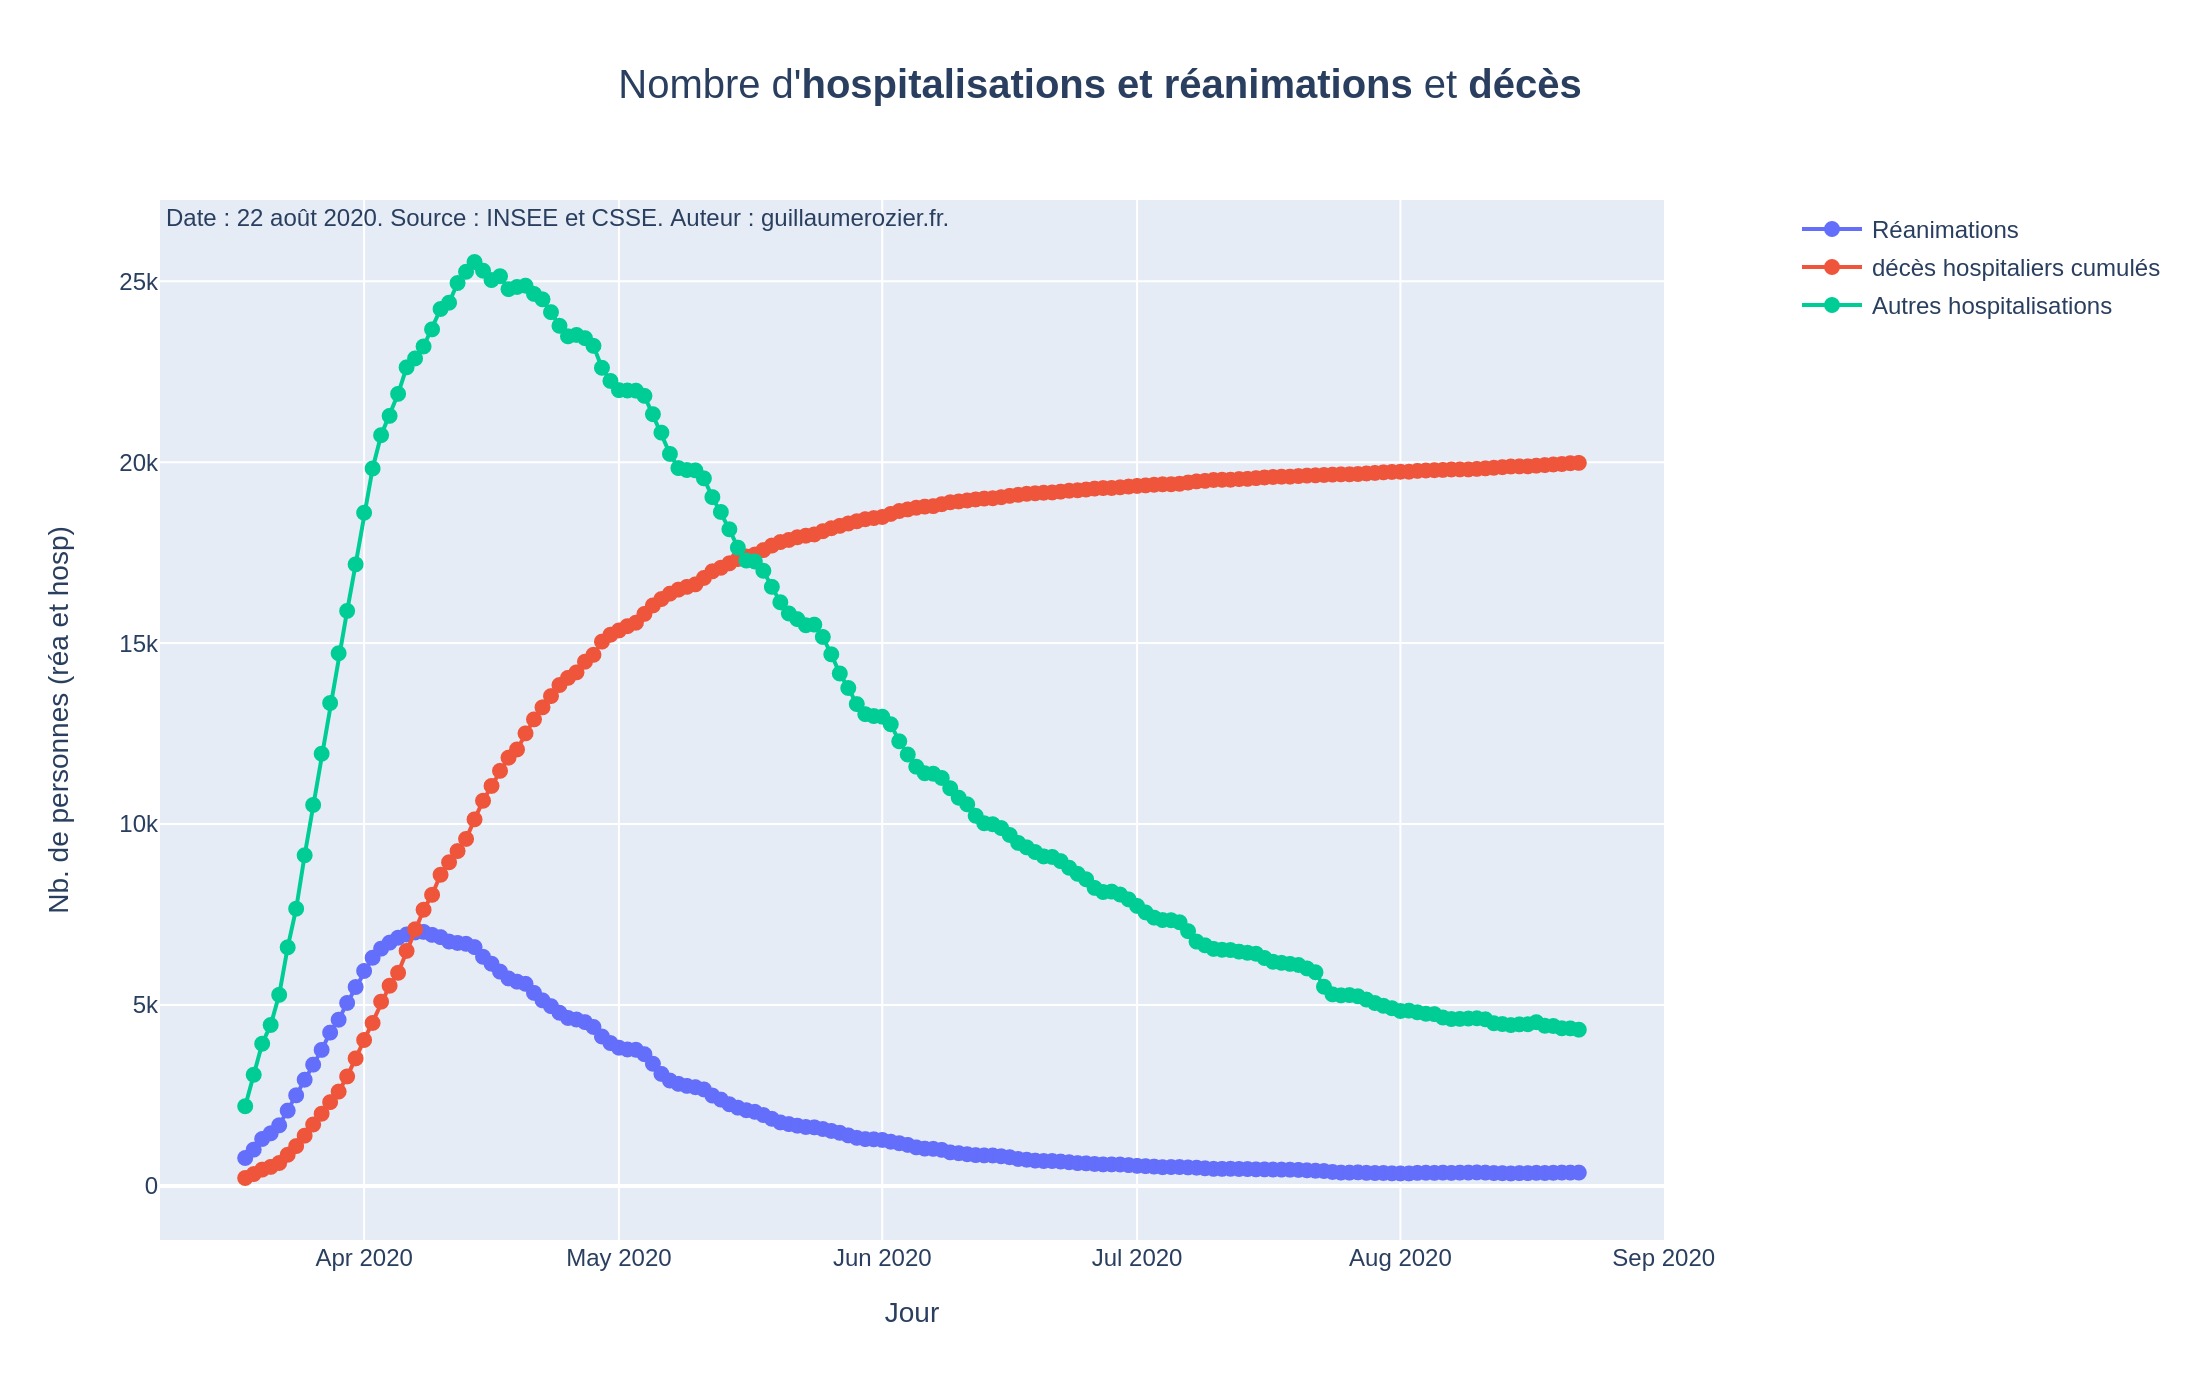 Nombre d'hospitalisations et réanimations et décès
Date : 22 août 2020. Source : INSEE et CSSE. Auteur : guillaumerozier.fr.
Réanimations
décès hospitaliers cumulés
Autres hospitalisations
Nb. de personnes (réa et hosp)
25k
20k
15k
10k
5k
0
Apr 2020
May 2020
Jun 2020
Jul 2020
Aug 2020
Sep 2020
Jour